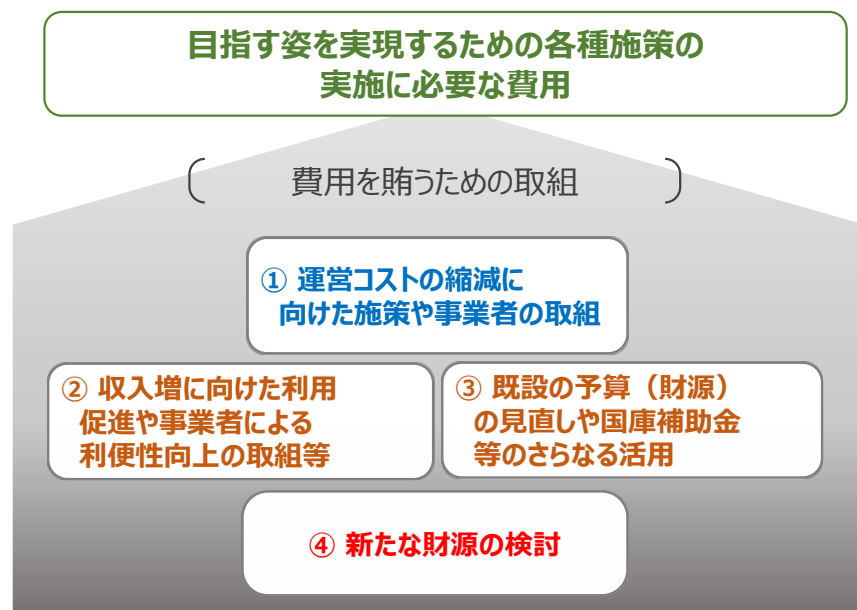 目指す姿を実現するための各種施策の
実施に必要な費用
費用を賄うための取組
① 運営コストの縮減に
向けた施策や事業者の取組
② 収入増に向けた利用
促進や事業者による
利便性向上の取組等
③ 既設の予算（財源）
の見直しや国庫補助金
等のさらなる活用
④ 新たな財源の検討